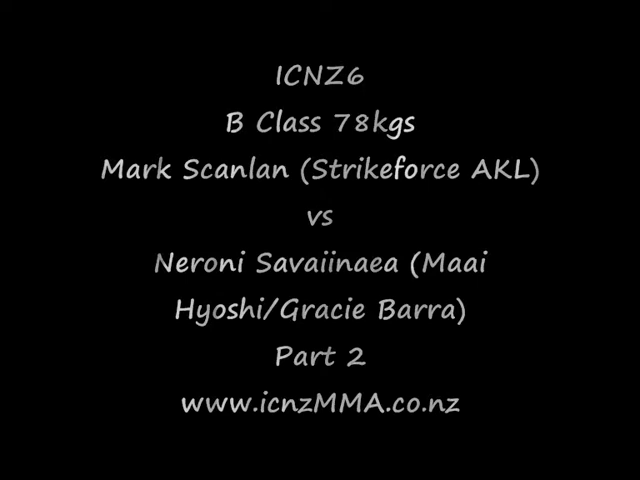 ICNZ6
B Class 78kgs
Mark Scanlan (Strikeforce AKL)
vs
Neroni Savaiinaea (Maai
Hyoshi/Gracie Barra)
Part 2
www.icnzMMA.co.nz